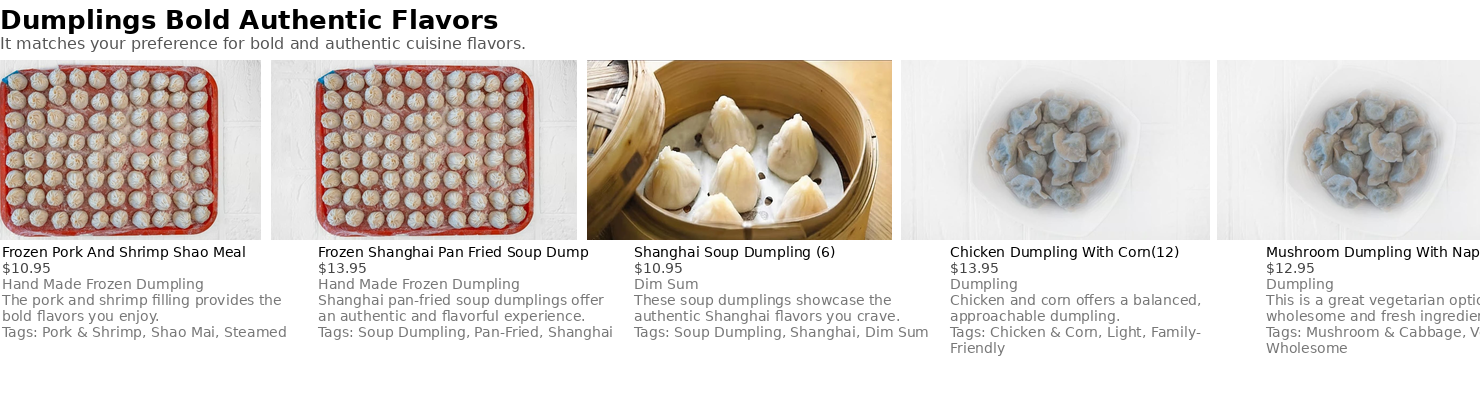 Dumplings Bold Authentic Flavors
It matches your preference for bold and authentic cuisine flavors.
Frozen Pork And Shrimp Shao Meal
$10.95
Hand Made Frozen Dumpling
The pork and shrimp filling provides the
bold flavors you enjoy.
Tags: Pork & Shrimp, Shao Mai, Steamed
Frozen Shanghai Pan Fried Soup Dump
$13.95
Hand Made Frozen Dumpling
Shanghai pan-fried soup dumplings offer
an authentic and flavorful experience.
Tags: Soup Dumpling, Pan-Fried, Shanghai
Shanghai Soup Dumpling (6)
$10.95
Dim Sum
These soup dumplings showcase the
authentic Shanghai flavors you crave.
Tags: Soup Dumpling, Shanghai, Dim Sum
Chicken Dumpling With Corn(12)
$13.95
Dumpling
Chicken and corn offers a balanced,
approachable dumpling.
Tags: Chicken & Corn, Light, Family-
Friendly
Mushroom Dumpling With Nap
$12.95
Dumpling
This is a great vegetarian
wholesome and fresh
Tags: Mushroom & Cabbage,
Wholesome